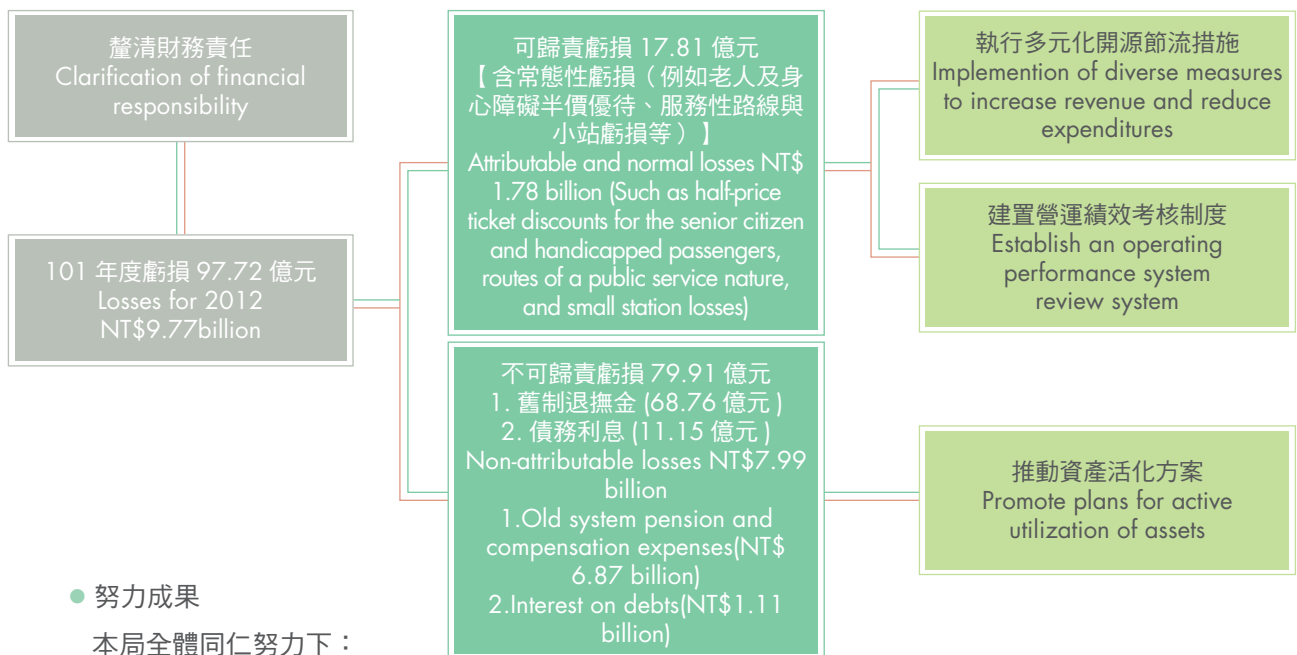 釐清財務責任
Clarification of financial
responsibility
101 年度虧損 97.72 億元
Losses for 2012
NT$9.77billion
可歸責虧損 17.81 億元
【 含常態性虧損（例如老人及身
心障礙半價優待、服務性路線與
小站虧損等 ）】
Attributable and normal losses NT$
1.78 billion (Such as half-price
ticket discounts for the senior citizen
and handicapped passengers,
routes of a public service nature,
and small station losses)
不可歸責虧損 79.91 億元
1. 舊制退撫金 (68.76 億元 )
2. 債務利息 (11.15 億元 )
Non-attributable losses NT$7.99
billion
1.Old system pension and
compensation expenses(NT$
6.87 billion)
2.Interest on debts(NT$1.11
billion)
執行多元化開源節流措施
Implemention of diverse measures
to increase revenue and reduce
expenditures
建置營運績效考核制度
Establish an operating
performance system
review system
推動資產活化方案
Promote plans for active
utilization of assets
● 努力成果
本局全體同仁努力下：